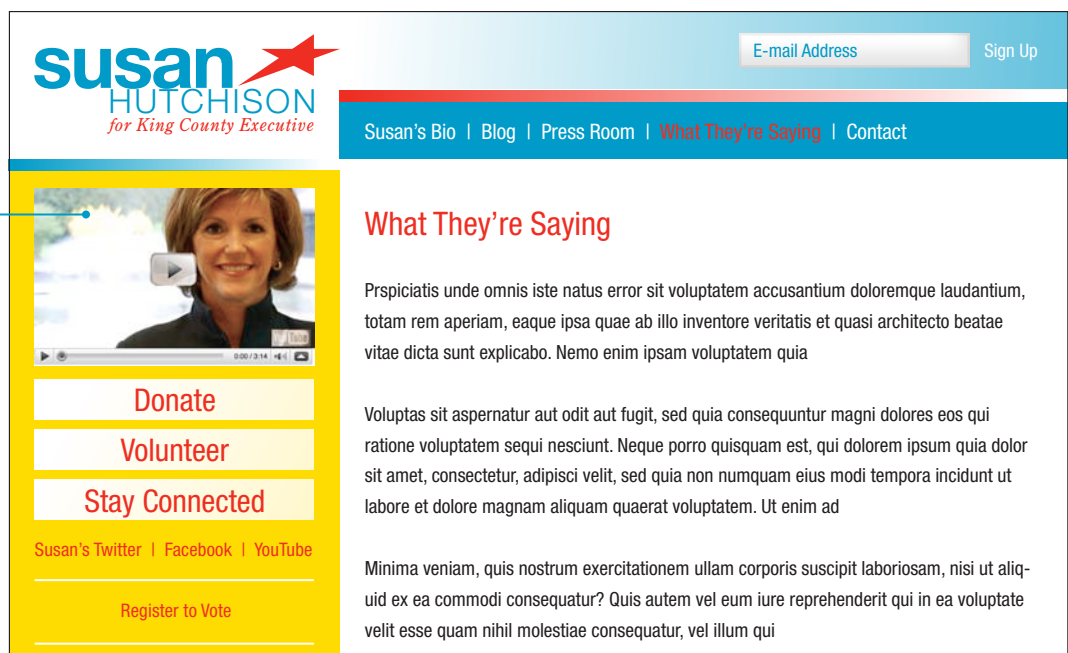 susan
HUTCHISON
for King County Executive
E-mail Address
Sign Up
Susan's Bio | Blog | Press Room | What They're Saying | Contact
0:00 / 3:14
Donate
Volunteer
Stay Connected
Susan's Twitter | Facebook | YouTube
Register to Vote
What They're Saying
Prspiciatis unde omnis iste natus error sit voluptatem accusantium doloremque laudantium,
totam rem aperiam, eaque ipsa quae ab illo inventore veritatis et quasi architecto beatae
vitae dicta sunt explicabo. Nemo enim ipsam voluptatem quia
Voluptas sit aspernatur aut odit aut fugit, sed quia consequuntur magni dolores eos qui
ratione voluptatem sequi nesciunt. Neque porro quisquam est, qui dolorem ipsum quia dolor
sit amet, consectetur, adipisci velit, sed quia non numquam eius modi tempora incidunt ut
labore et dolore magnam aliquam quaerat voluptatem. Ut enim ad
Minima veniam, quis nostrum exercitationem ullam corporis suscipit laboriosam, nisi ut aliq-
uid ex ea commodi consequatur? Quis autem vel eum iure reprehenderit qui in ea voluptate
velit esse quam nihil molestiae consequatur, vel illum qui